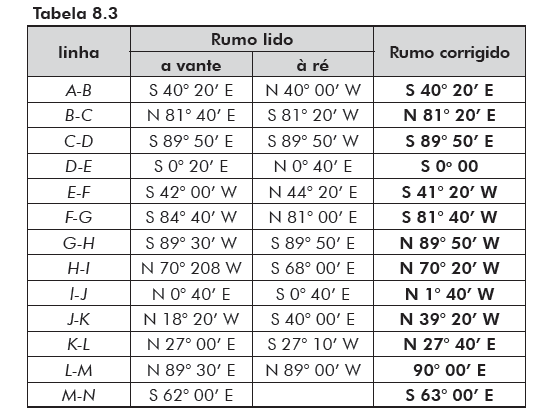 Tabela 8.3
linha Rumo lido Rumo corrigido
a vante à ré
A-B S 40° 20’ E N 40° 00’ W S 40° 20’ E
B-C N 81° 40’ E S 81° 20’ W N 81° 20’ E
C-D S 89° 50’ E S 89° 50’ W S 89° 50’ E
D-E S 0° 20’ E N 0° 40’ E S 0º 00
E-F S 42° 00’ W N 44° 20’ E S 41° 20’ W
F-G S 84° 40’ W N 81° 00’ E S 81° 40’ W
G-H S 89° 30’ W S 89° 50’ E N 89° 50’ W
H-I N 70° 208 W S 68° 00’ E N 70° 20’ W
I-J N 0° 40’ E S 0° 40’ E N 1° 40’ W
J-K N 18° 20’ W S 40° 00’ E N 39° 20’ W
K-L N 27° 00’ E S 27° 10’ W N 27° 40’ E
L-M N 89° 30’ E N 89° 00’ W 90° 00’ E
M-N S 62° 00’ E S 63° 00’ E